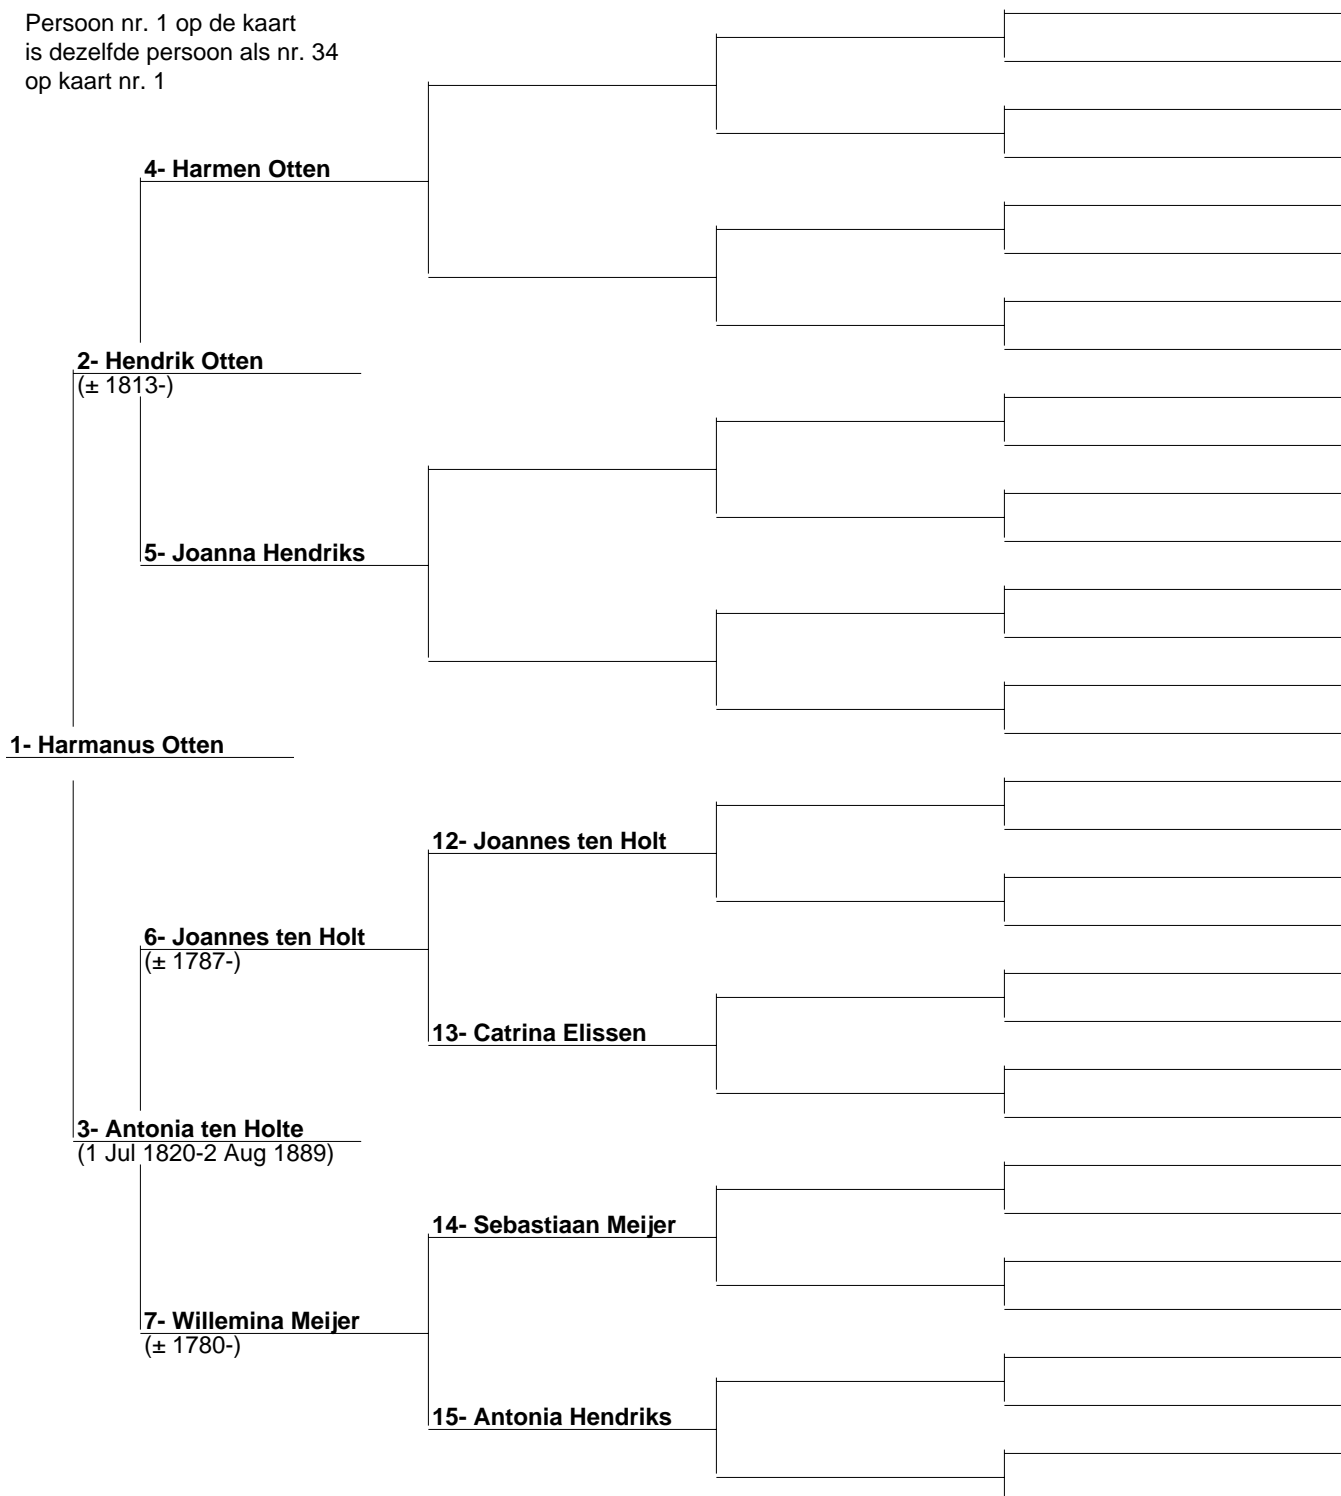 Persoon nr. 1 op de kaart
is dezelfde persoon als nr. 34
op kaart nr. 1
4- Harmen Otten
2- Hendrik Otten
(± 1813-)
5- Joanna Hendriks
1- Harmanus Otten
12- Joannes ten Holt
6- Joannes ten Holt
(± 1787-)
13- Catrina Elissen
3- Antonia ten Holte
(1 Jul 1820-2 Aug 1889)
14- Sebastiaan Meijer
7- Willemina Meijer
(± 1780-)
15- Antonia Hendriks